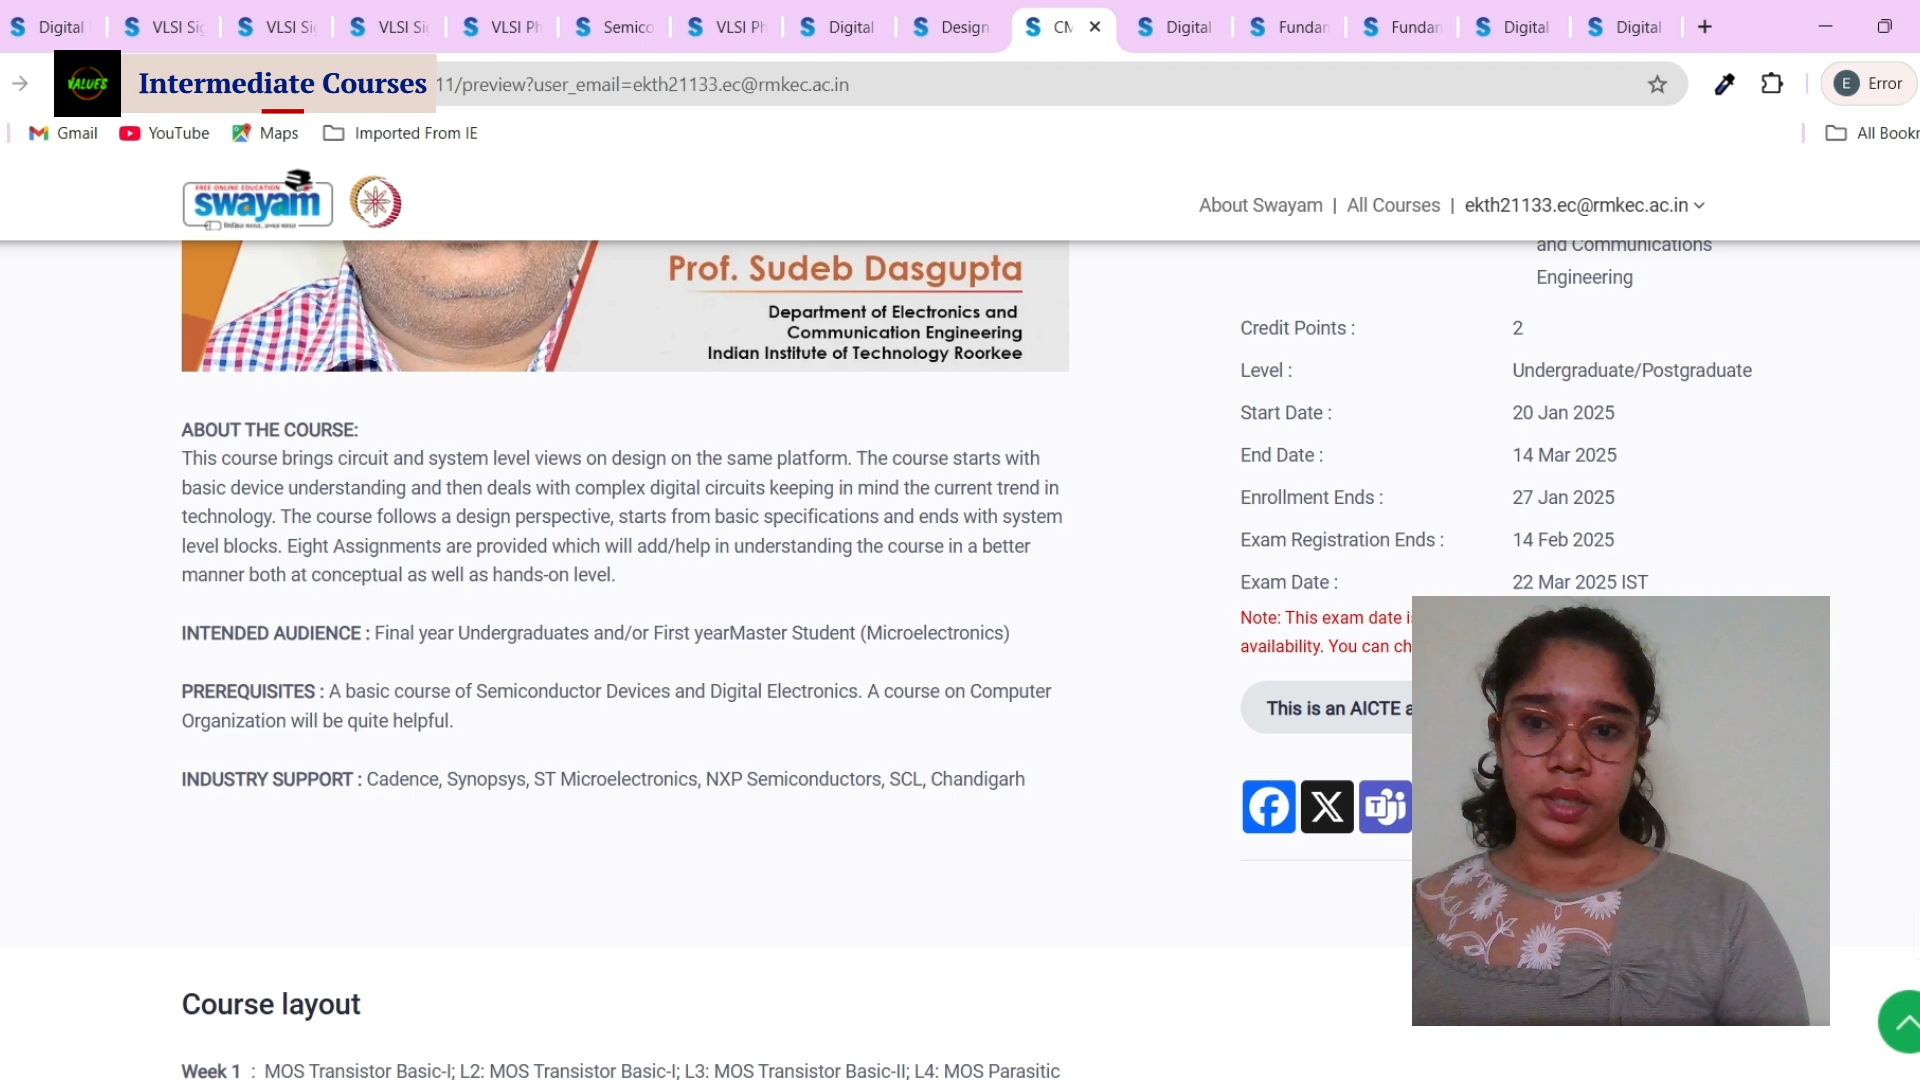 Digital
VLSI Sig
VLSI Sig
VLSI Sig
VLSI Ph
Semico
VLSI Ph
Digital
Design
CM
Digital
Fundan
Fundan
Digital
Digital
VALUES
Intermediate Courses
11/preview?user_email=ekth21133.ec@rmkec.ac.in
E Error
Gmail
YouTube
Maps
Imported From IE
All Bookr
FREE ONLINE EDUCATION
swayam
About Swayam | All Courses | ekth21133.ec@rmkec.ac.in
Prof. Sudeb Dasgupta
Department of Electronics and
Communication Engineering
Indian Institute of Technology Roorkee
ABOUT THE COURSE:
This course brings circuit and system level views on design on the same platform. The course starts with
basic device understanding and then deals with complex digital circuits keeping in mind the current trend in
technology. The course follows a design perspective, starts from basic specifications and ends with system
level blocks. Eight Assignments are provided which will add/help in understanding the course in a better
manner both at conceptual as well as hands-on level.
INTENDED AUDIENCE : Final year Undergraduates and/or First yearMaster Student (Microelectronics)
PREREQUISITES : A basic course of Semiconductor Devices and Digital Electronics. A course on Computer
Organization will be quite helpful.
INDUSTRY SUPPORT : Cadence, Synopsys, ST Microelectronics, NXP Semiconductors, SCL, Chandigarh
and Communications
Engineering
Credit Points : 2
Level : Undergraduate/Postgraduate
Start Date : 20 Jan 2025
End Date : 14 Mar 2025
Enrollment Ends : 27 Jan 2025
Exam Registration Ends : 14 Feb 2025
Exam Date : 22 Mar 2025 IST
Note: This exam date i
availability. You can ch
This is an AICTE a
Course layout
Week 1 : MOS Transistor Basic-I; L2: MOS Transistor Basic-I; L3: MOS Transistor Basic-II; L4: MOS Parasitic